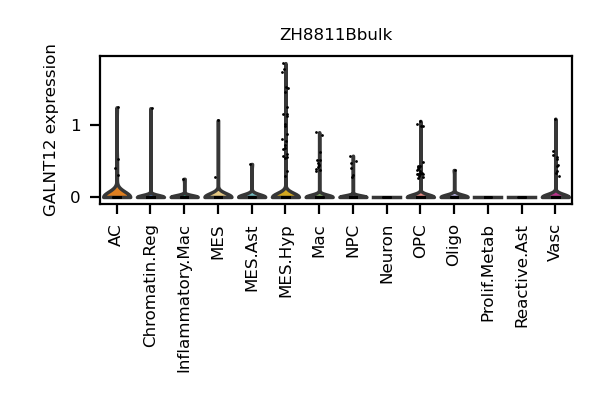 ZH8811Bbulk
GALNT12 expression
1
0
AC
Chromatin.Reg
Inflammatory.Mac
MES
MES.Ast
MES.Hyp
Mac
NPC
Neuron
OPC
Oligo
Prolif.Metab
Reactive.Ast
Vasc